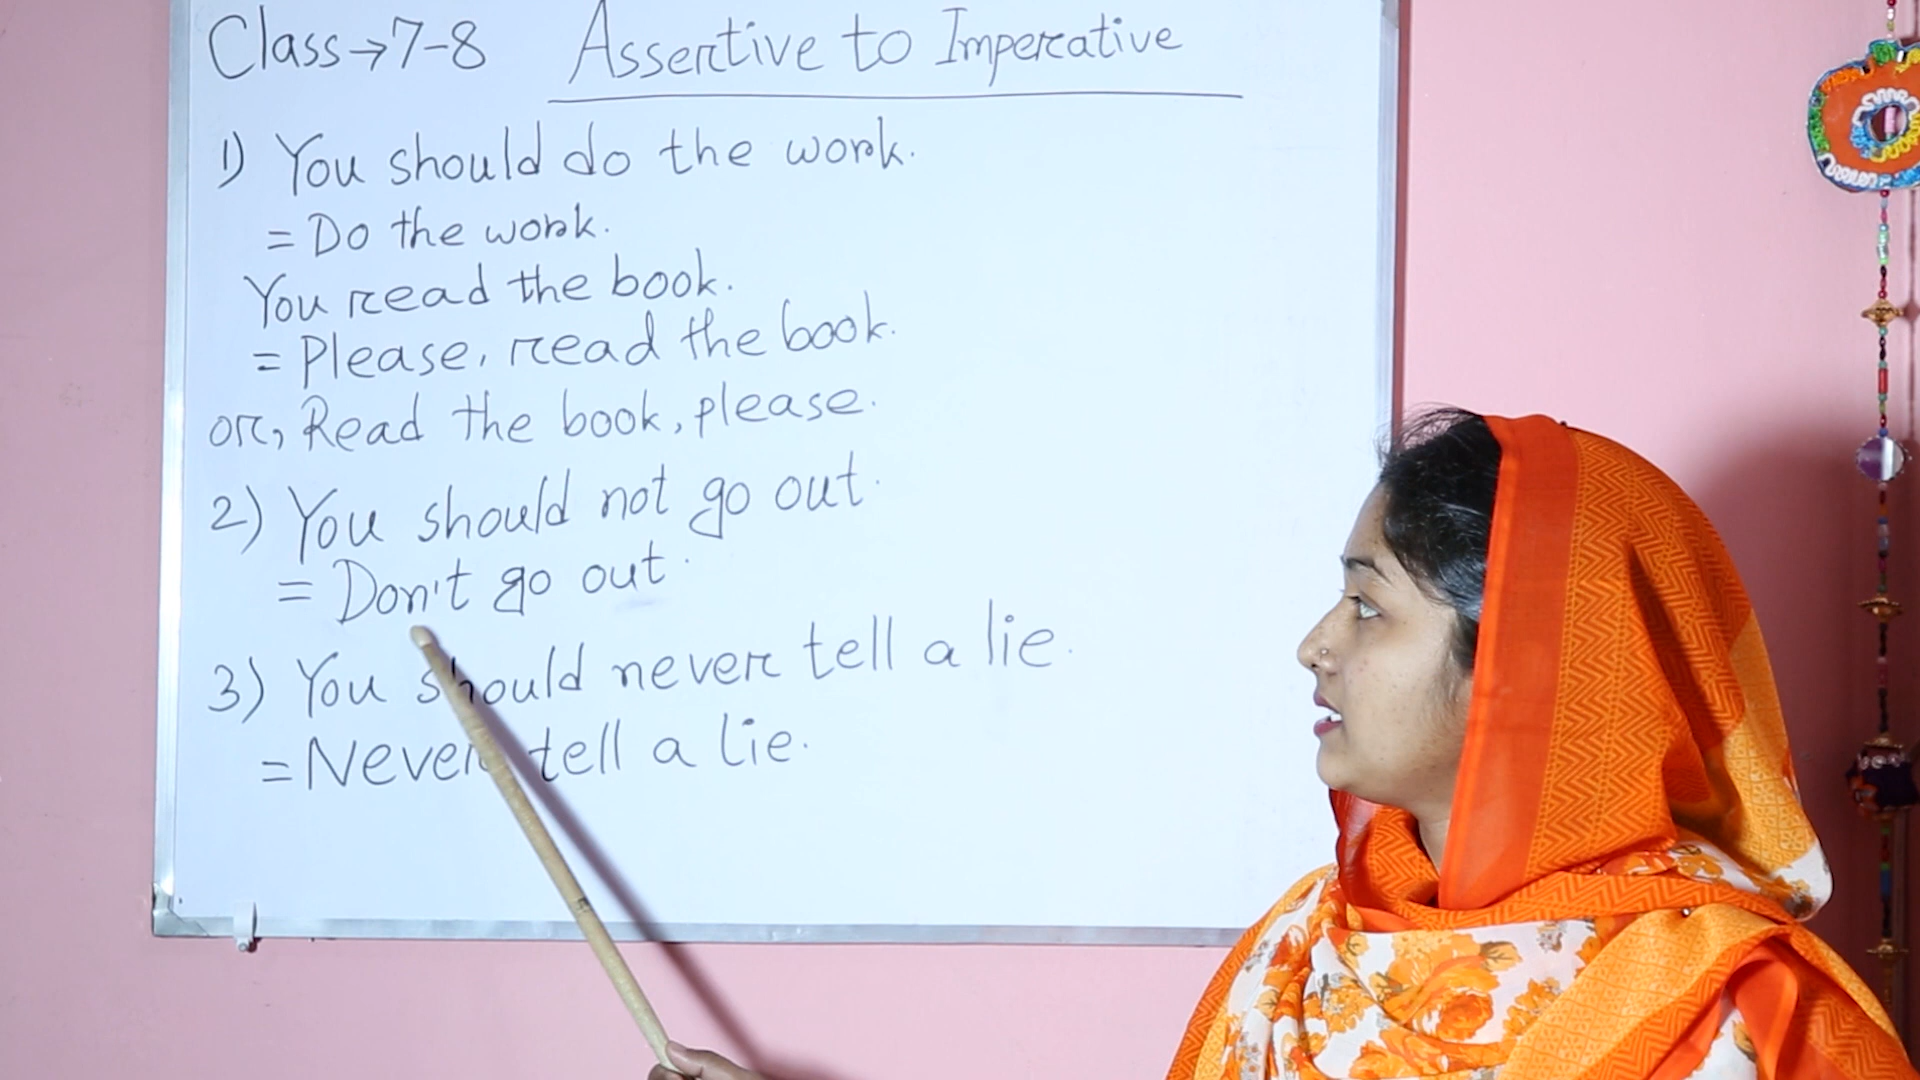 Class→7-8 Assertive to Imperative
1) You should do the work.
= Do the work.
You read the book.
= Please, read the book.
or, Read the book, please.
2) You should not go out.
= Don't go out.
3) You should never tell a lie.
= Never tell a lie.